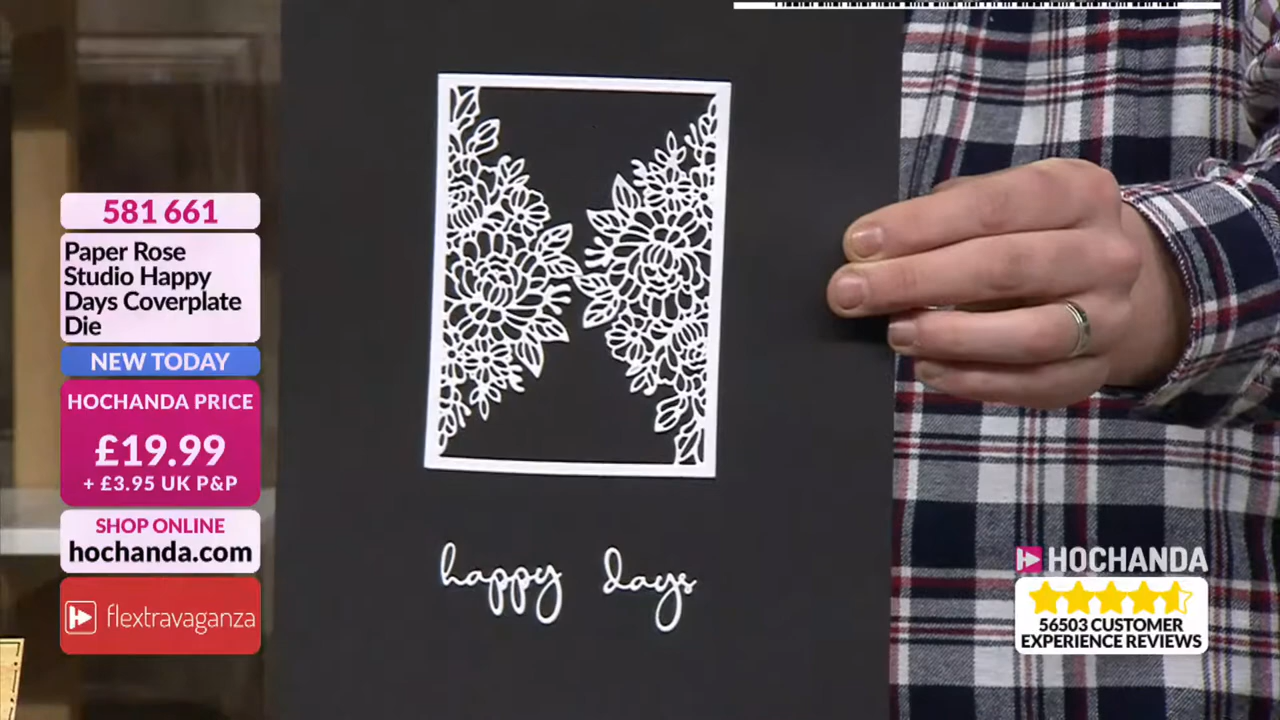 581 661
Paper Rose
Studio Happy
Days Coverplate
Die
NEW TODAY
HOCHANDA PRICE
£19.99
+ £3.95 UK P&P
SHOP ONLINE
hochanda.com
flextravaganza
happy days
HOCHANDA
56503 CUSTOMER
EXPERIENCE REVIEWS